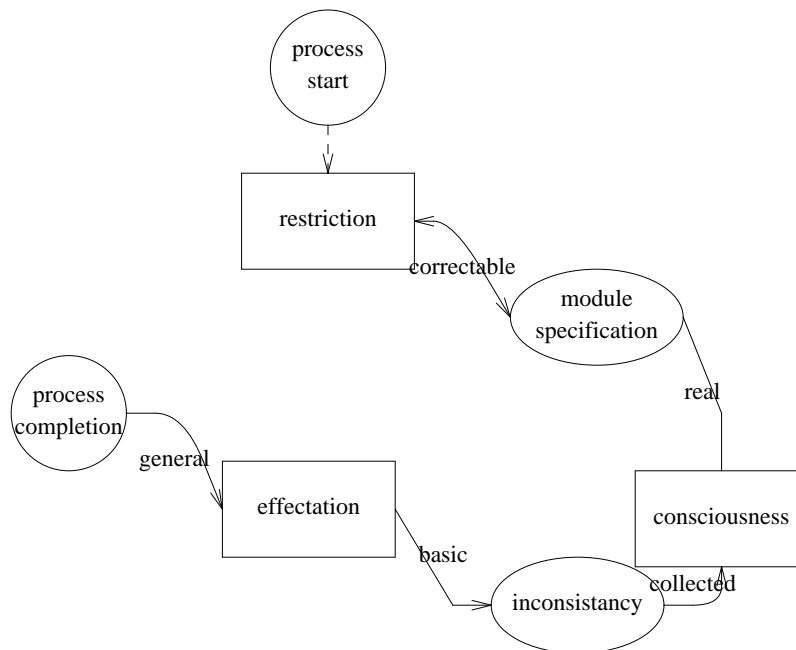 process
start
restriction
correctable
module
specification
real
process
completion
general
effectation
basic
consciousness
collected
inconsistancy